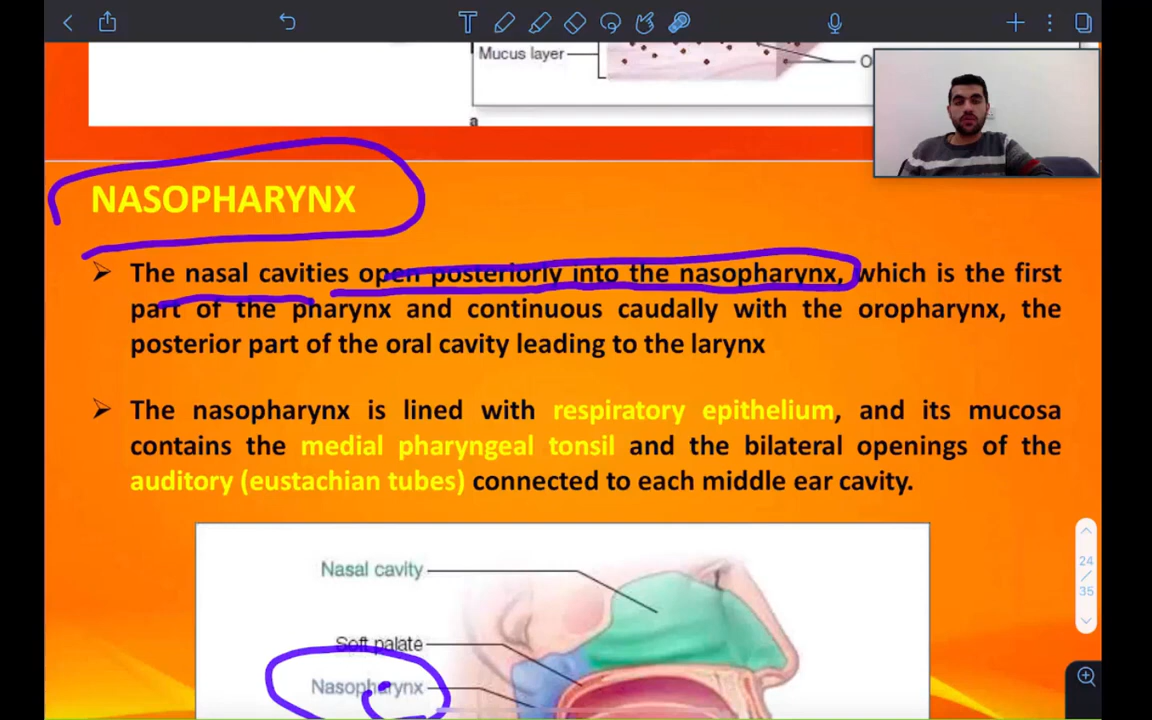 Mucus layer
O
a
NASOPHARYNX
The nasal cavities open posteriorly into the nasopharynx, which is the first
part of the pharynx and continuous caudally with the oropharynx, the
posterior part of the oral cavity leading to the larynx
The nasopharynx is lined with respiratory epithelium, and its mucosa
contains the medial pharyngeal tonsil and the bilateral openings of the
auditory (eustachian tubes) connected to each middle ear cavity.
Nasal cavity
Soft palate
Nasopharynx
24
/
35